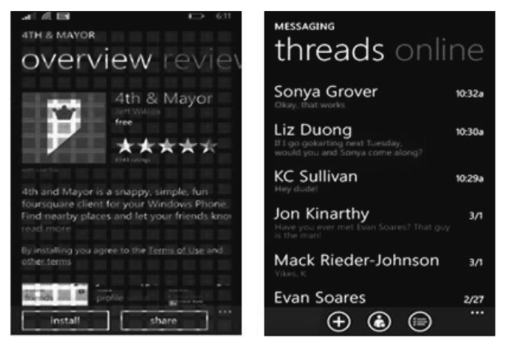 6:11
4TH & MAYOR
overview review
4th & Mayor
free
4th and Mayor is a snappy, simple, fun
foursquare client for your Windows Phone.
Find nearby places and let your friends know
read more
By installing you agree to the Terms of Use and
other terms
friends
profile
install
share
MESSAGING
threads online
Sonya Grover 10:32a
Okay, that works
Liz Duong 10:30a
If I go gokarting next Tuesday,
would you and Sonya come along?
KC Sullivan 10:29a
Hey dude!
Jon Kinarthy 3/1
Have you ever met Evan Soares? That guy
is the man!
Mack Rieder-Johnson 3/1
Yikes, K
Evan Soares 2/27